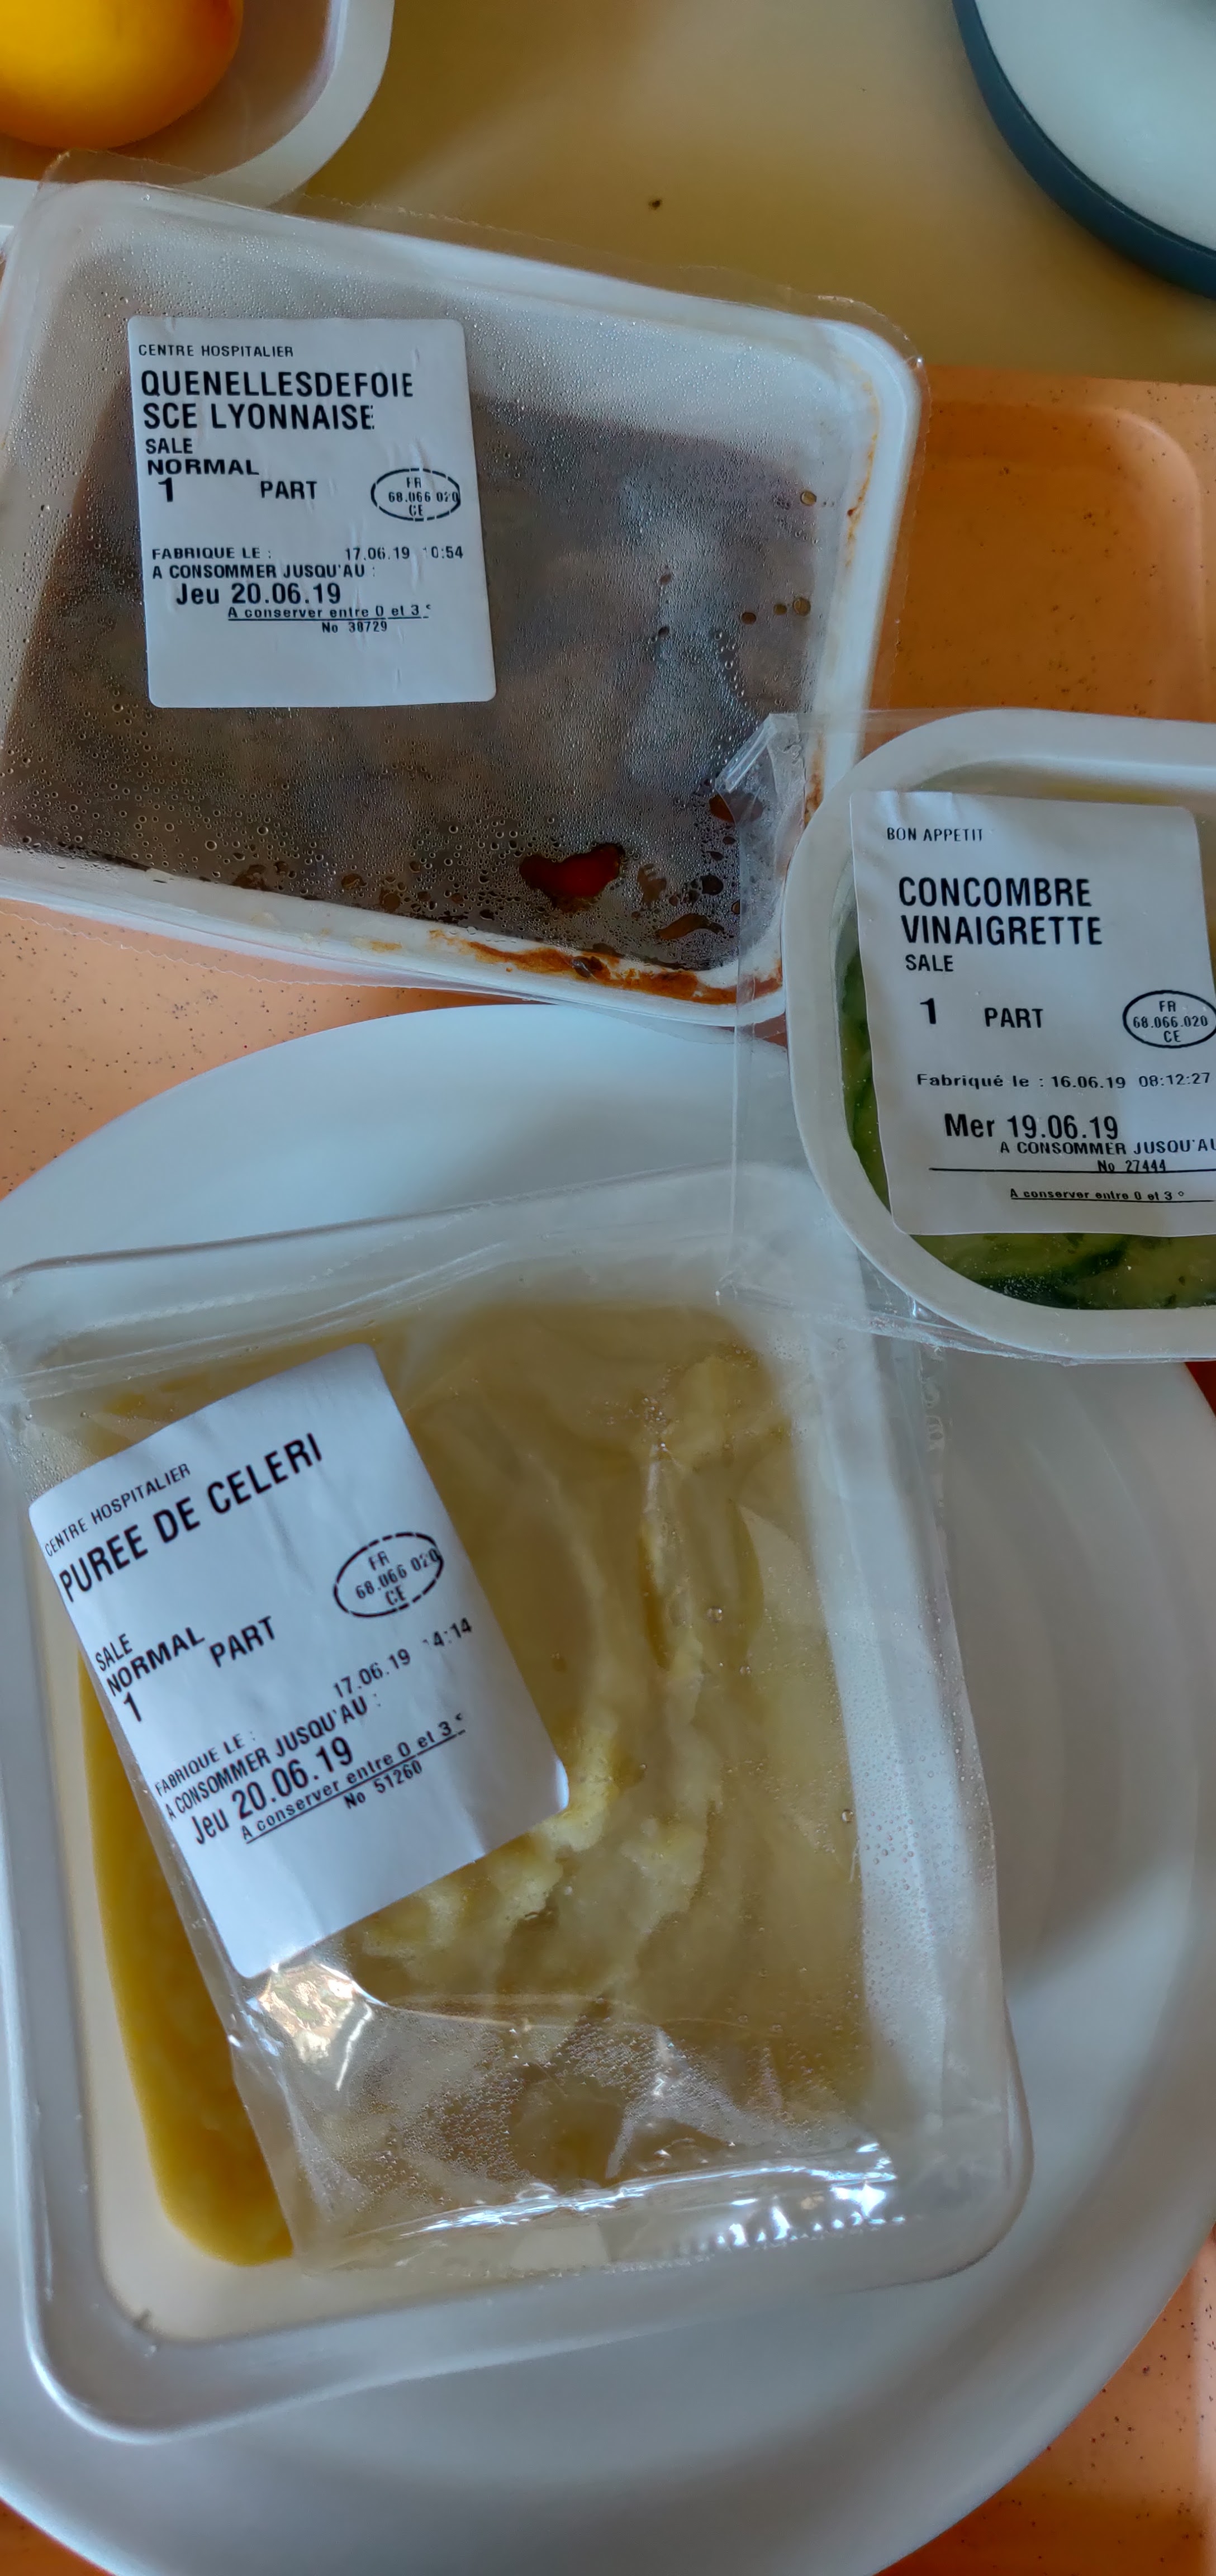 CENTRE HOSPITALIER
QUENELLESDEFOIE
SCE LYONNAISE
SALE
NORMAL
1 PART
FR
68.066 020
CE
FABRIQUE LE : 17.06.19 10:54
A CONSOMMER JUSQU'AU :
Jeu 20.06.19
A conserver entre 0 et 3 °
No 38729
BON APPETIT
CONCOMBRE
VINAIGRETTE
SALE
1 PART
FR
68.066.020
CE
Fabriqué le : 16.06.19 08:12:27
Mer 19.06.19
A CONSOMMER JUSQU'AU
No 27444
A conserver entre 0 et 3 °
CENTRE HOSPITALIER
PUREE DE CELERI
FR
68.066 020
CE
SALE
NORMAL
1 PART
FABRIQUE LE : 17.06.19 14:14
A CONSOMMER JUSQU'AU :
Jeu 20.06.19
A conserver entre 0 et 3 °
No 51260